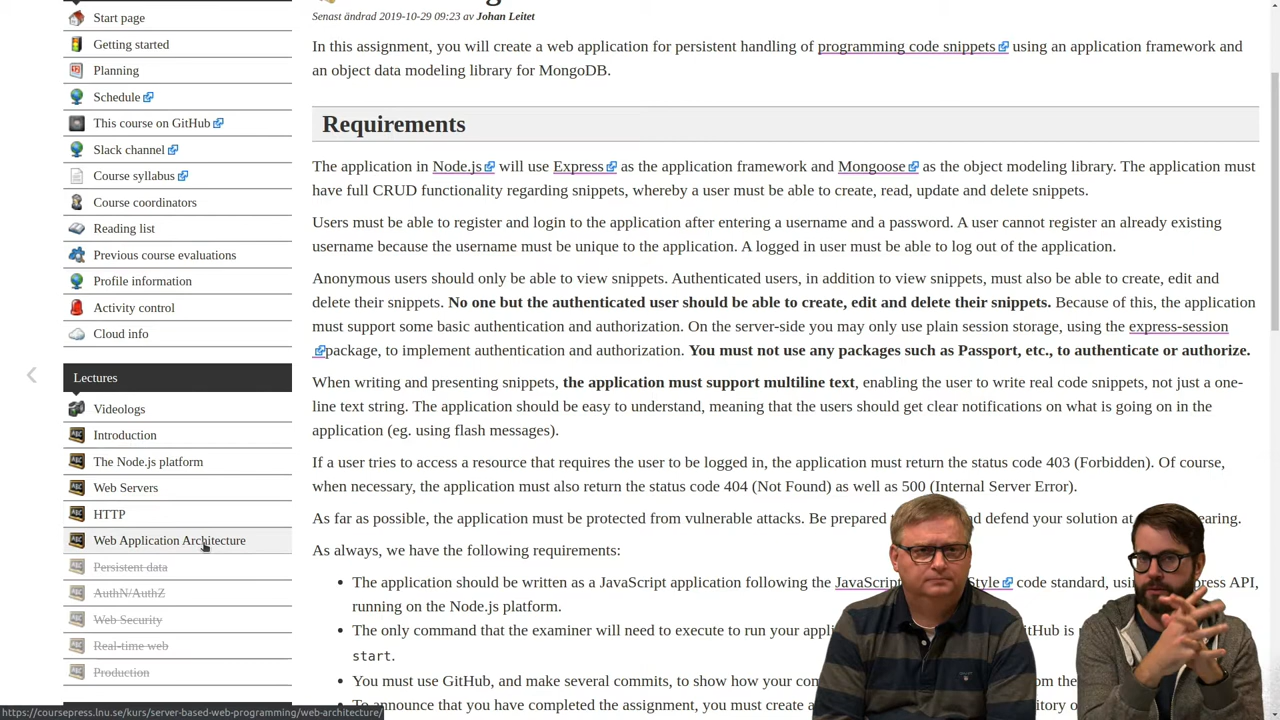 Start page
Getting started
Planning
Schedule
This course on GitHub
Slack channel
Course syllabus
Course coordinators
Reading list
Previous course evaluations
Profile information
Activity control
Cloud info
Lectures
Videologs
Introduction
The Node.js platform
Web Servers
HTTP
Web Application Architecture
Persistent data
AuthN/AuthZ
Web Security
Real-time web
Production
https://coursepress.lnu.se/kurs/server-based-web-programming/web-architecture/
Senast ändrad 2019-10-29 09:23 av Johan Leitet
In this assignment, you will create a web application for persistent handling of programming code snippets using an application framework and
an object data modeling library for MongoDB.
Requirements
The application in Node.js will use Express as the application framework and Mongoose as the object modeling library. The application must
have full CRUD functionality regarding snippets, whereby a user must be able to create, read, update and delete snippets.
Users must be able to register end login to the application after entering a username and a password. A user cannot register an already existing
username because the username must be unique to the application. A logged in user must be able to log out of the application.
Anonymous users should only be able to view snippets. Authenticated users, in addition to view snippets, must also be able to create, edit and
delete their snippets. No one but the authenticated user should be able to create, edit and delete their snippets. Because of this, the application
must support some basic authentication and authorization. On the server-side you may only use plain session storage, using the express-session
package, to implement authentication and authorization. You must not use any packages such as Passport, etc., to authenticate or authorize.
When writing and presenting snippets, the application must support multiline text, enabling the user to write real code snippets, not just a one-
line text string. The application should be easy to understand, meaning that the users should get clear notifications on what is going on in the
application (eg. using flash messages).
If a user tries to access a resource that requires the user to be logged in, the application must return the status code 403 (Forbidden). Of course,
when necessary, the application must also return the status code 404 (Not Found) as well as 500 (Internal Server Error).
As far as possible, the application must be protected from vulnerable attacks. Be prepared and defend your solution at earing.
As always, we have the following requirements:
The application should be written as a JavaScript application following the JavaScript Style code standard, press API,
running on the Node.js platform.
The only command that the examiner will need to execute to run your appli tHub is
start.
You must use GitHub, and make several commits, to show how your m the
To announce that you have completed the assignment, you must create a